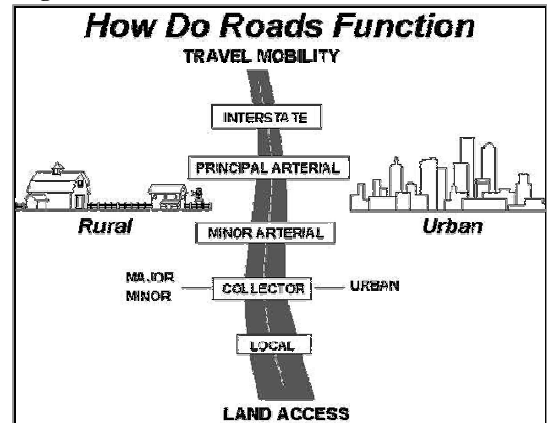 How Do Roads Function
TRAVEL MOBILITY
INTERSTATE
PRINCIPAL ARTERIAL
Rural
Urban
MINOR ARTERIAL
MAJOR
MINOR
COLLECTOR
URBAN
LOCAL
LAND ACCESS